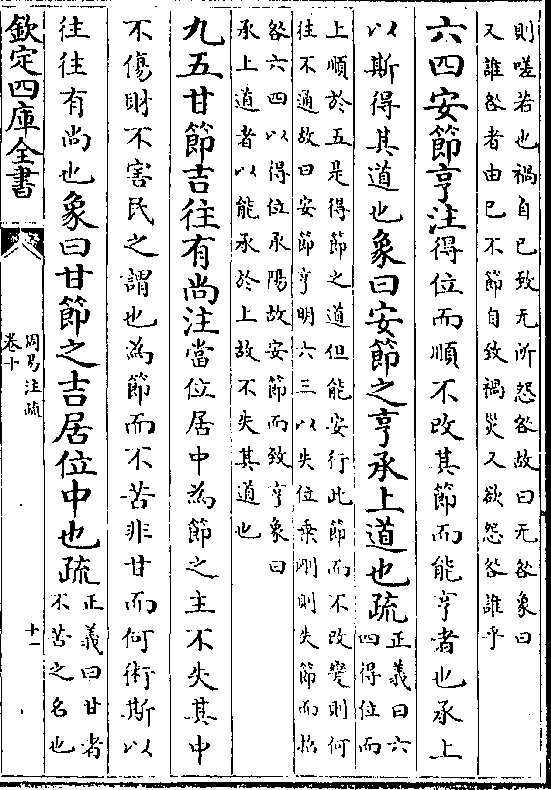 則嗟若也禍自已致无所怨咎故曰无咎象曰
又誰咎者由已不節自致禍災又欲怨咎誰乎
六四安節亨注得位而順不改其節而能亨者也承上
以斯得其道也象曰安節之亨承上道也疏
正義曰六
四得位而
上順於五是得節之道但能安行此節而不改變則何
往不通故曰安節亨明六三以失位乗剛則失節而招
咎六四以得位承陽故安節而致亨象曰
承上道者以能承於上故不失其道也
九五甘節吉往有尚注當位居中為節之主不失其中
不傷財不害民之謂也為節而不苦非甘而何術斯以
往往有尚也象曰甘節之吉居位中也疏
正義曰甘者
不苦之名也
欽定四庫全書
周易注疏
卷十
十一